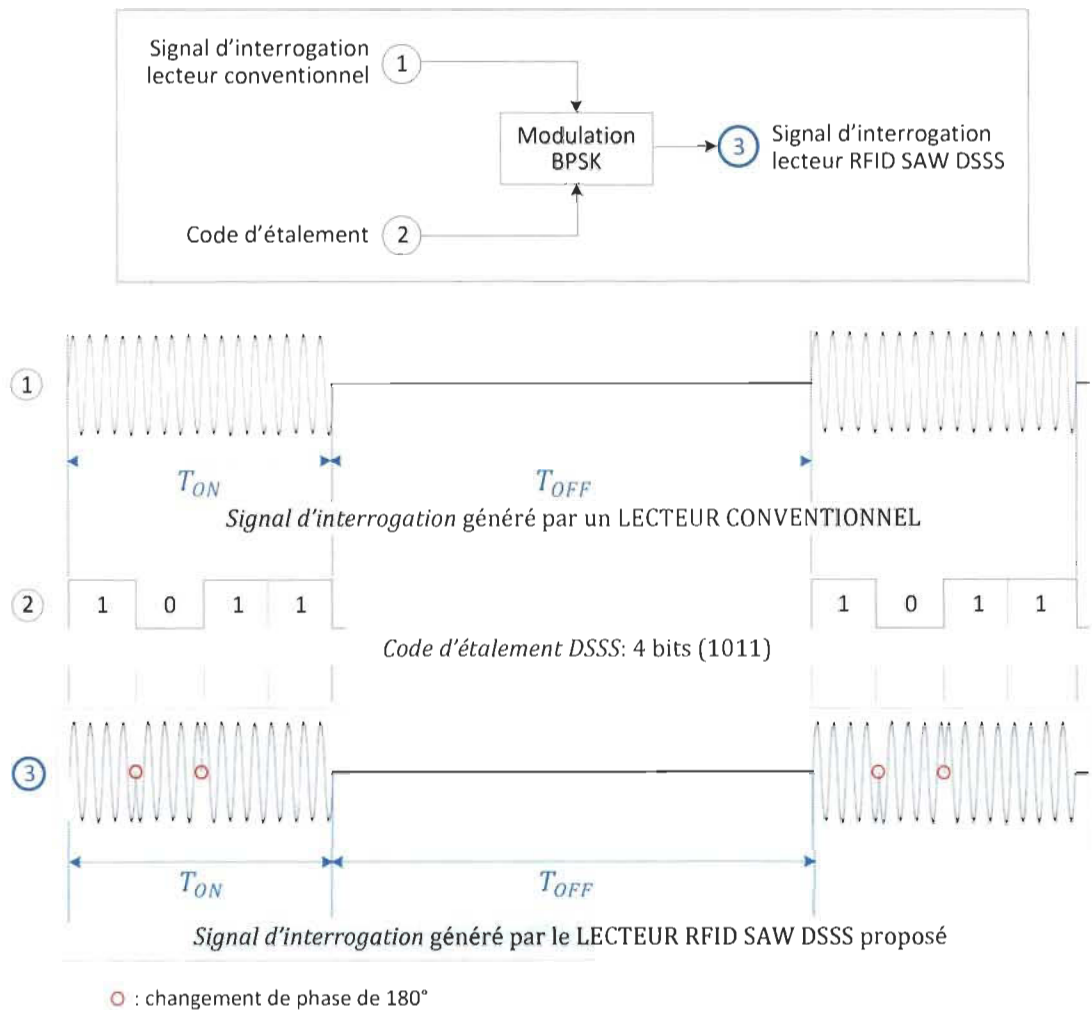 Signal d'interrogation
lecteur conventionnel
1
Modulation
BPSK
3
Signal d'interrogation
lecteur RFID SAW DSSS
Code d'étalement
2
1
T_ON
T_OFF
Signal d'interrogation généré par un LECTEUR CONVENTIONNEL
2
1 0 1 1
1 0 1 1
Code d'étalement DSSS: 4 bits (1011)
3
T_ON
T_OFF
Signal d'interrogation généré par le LECTEUR RFID SAW DSSS proposé
: changement de phase de 180°